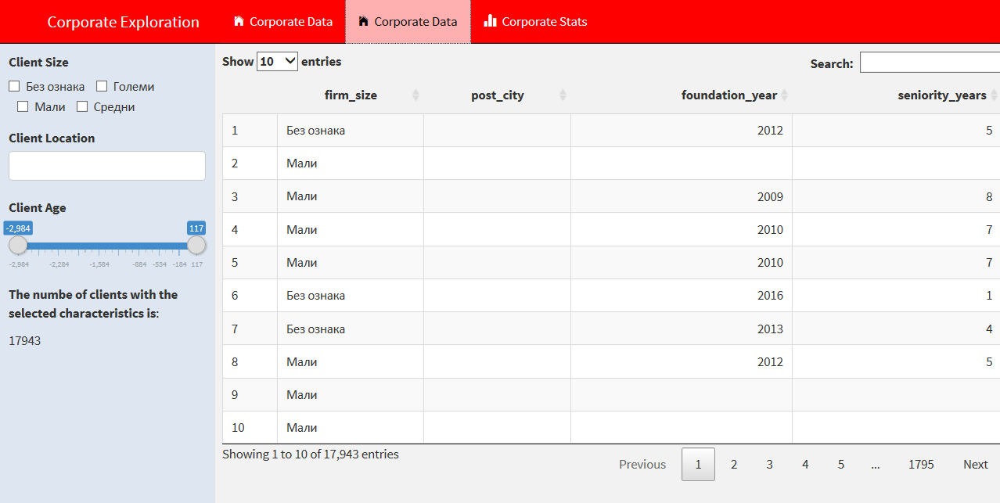 Corporate Exploration Corporate Data Corporate Data Corporate Stats
Client Size
Без ознака Големи
Мали Средни
Client Location
Client Age
-2,984 117
-2,984 -2,284 -1,584 -884 -534 -184 117
The numbe of clients with the
selected characteristics is:
17943
Show 10 entries Search:
firm_size post_city foundation_year seniority_years
1 Без ознака 2012 5
2 Мали
3 Мали 2009 8
4 Мали 2010 7
5 Мали 2010 7
6 Без ознака 2016 1
7 Без ознака 2013 4
8 Мали 2012 5
9 Мали
10 Мали
Showing 1 to 10 of 17,943 entries
Previous 1 2 3 4 5 ... 1795 Next